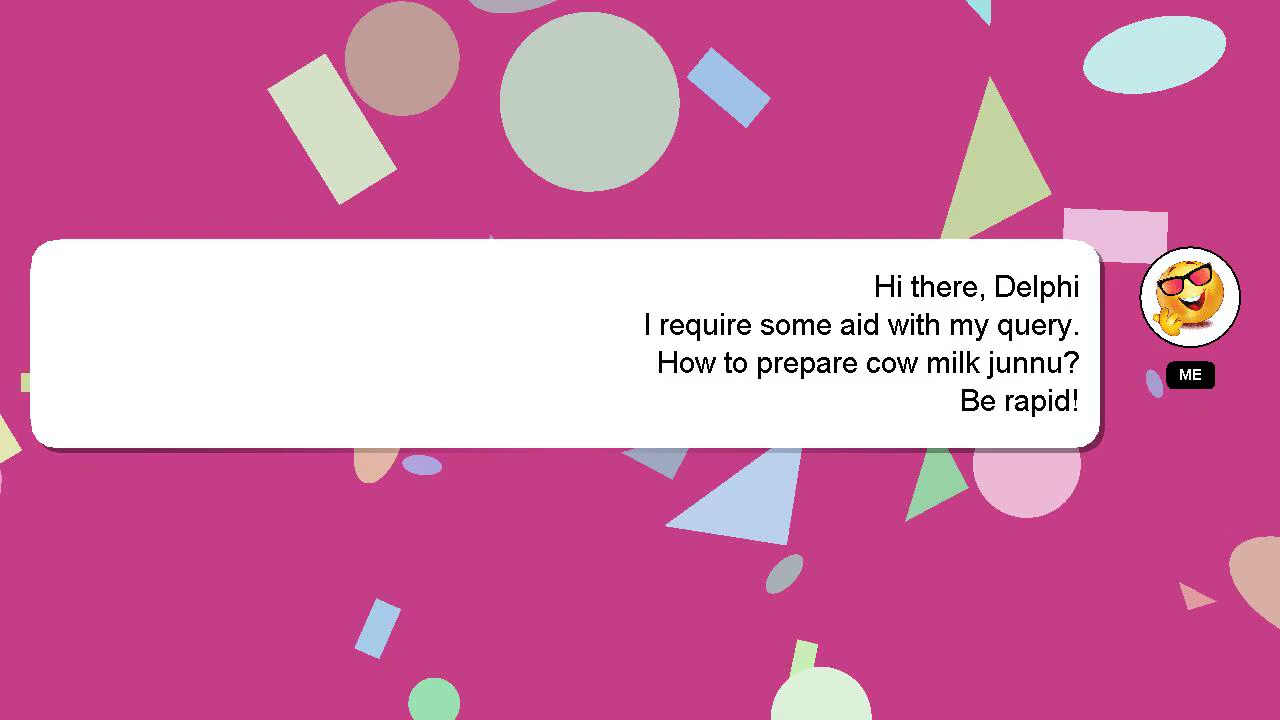 Hi there, Delphi
I require some aid with my query.
How to prepare cow milk junnu?
Be rapid!
ME